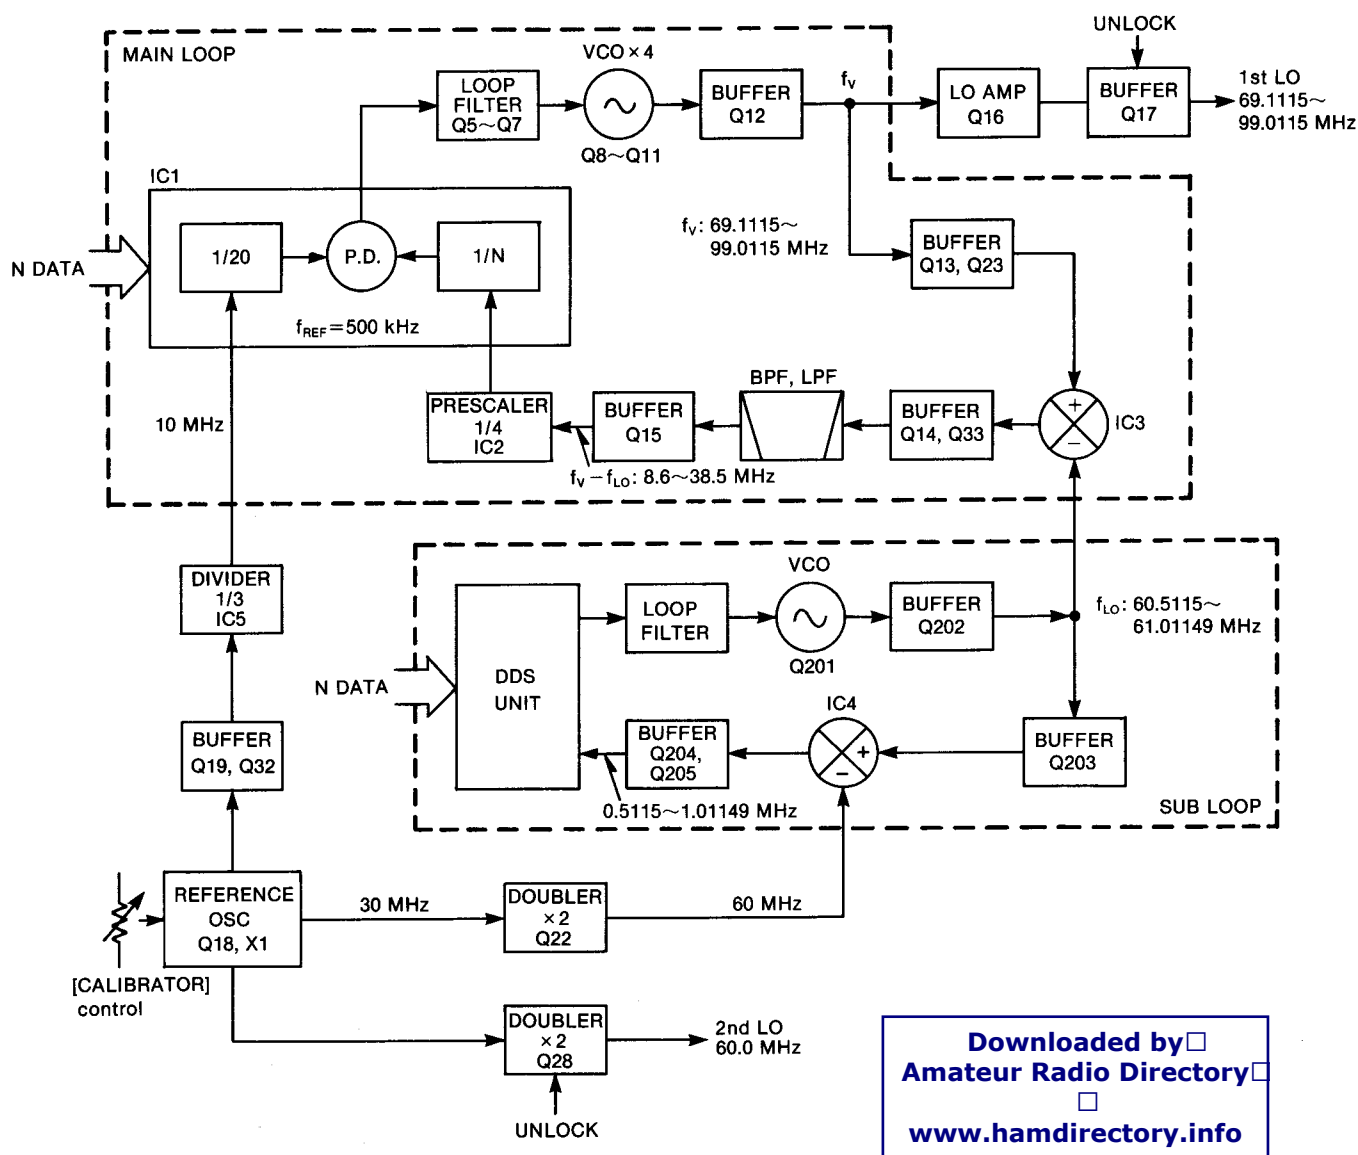 MAIN LOOP
VCO×4
UNLOCK
LOOP
FILTER
Q5~Q7
BUFFER
Q12
fV
LO AMP
Q16
BUFFER
Q17
1st LO
69.1115~
99.0115 MHz
Q8~Q11
IC1
N DATA
1/20
P.D.
1/N
fREF=500 kHz
fV: 69.1115~
99.0115 MHz
BUFFER
Q13, Q23
10 MHz
PRESCALER
1/4
IC2
BUFFER
Q15
BPF, LPF
BUFFER
Q14, Q33
+
−
IC3
fV−fLO: 8.6~38.5 MHz
DIVIDER
1/3
IC5
N DATA
DDS
UNIT
LOOP
FILTER
VCO
Q201
BUFFER
Q202
fLO: 60.5115~
61.01149 MHz
BUFFER
Q19, Q32
BUFFER
Q204,
Q205
IC4
+
−
BUFFER
Q203
0.5115~1.01149 MHz
SUB LOOP
REFERENCE
OSC
Q18, X1
[CALIBRATOR]
control
30 MHz
DOUBLER
×2
Q22
60 MHz
DOUBLER
×2
Q28
2nd LO
60.0 MHz
UNLOCK
Downloaded by□
Amateur Radio Directory□
□
www.hamdirectory.info